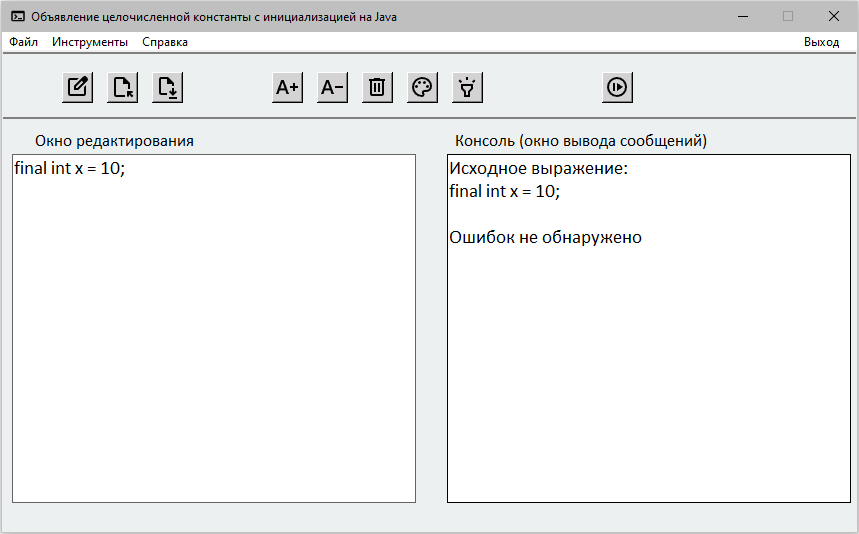 Объявление целочисленной константы с инициализацией на Java
Файл Инструменты Справка Выход
A+ A−
Окно редактирования
Консоль (окно вывода сообщений)
final int x = 10;
Исходное выражение:
final int x = 10;
Ошибок не обнаружено